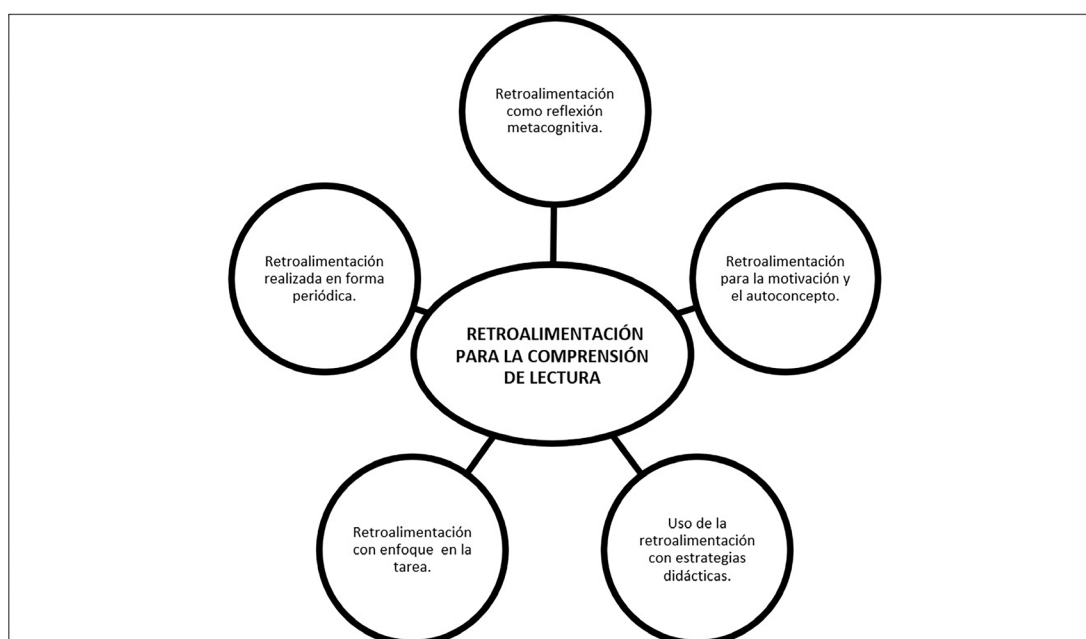 Retroalimentación
como reflexión
metacognitiva.
Retroalimentación
realizada en forma
periódica.
Retroalimentación
para la motivación y
el autoconcepto.
RETROALIMENTACIÓN
PARA LA COMPRENSIÓN
DE LECTURA
Retroalimentación
con enfoque en la
tarea.
Uso de la
retroalimentación
con estrategias
didácticas.